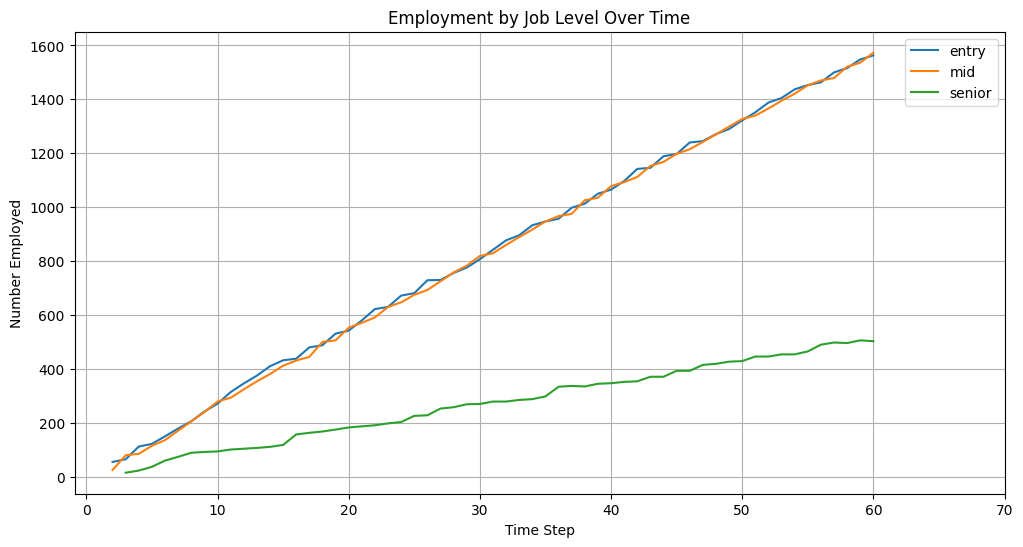 Employment by Job Level Over Time
entry
mid
senior
Number Employed
1600
1400
1200
1000
800
600
400
200
0
0 10 20 30 40 50 60 70
Time Step